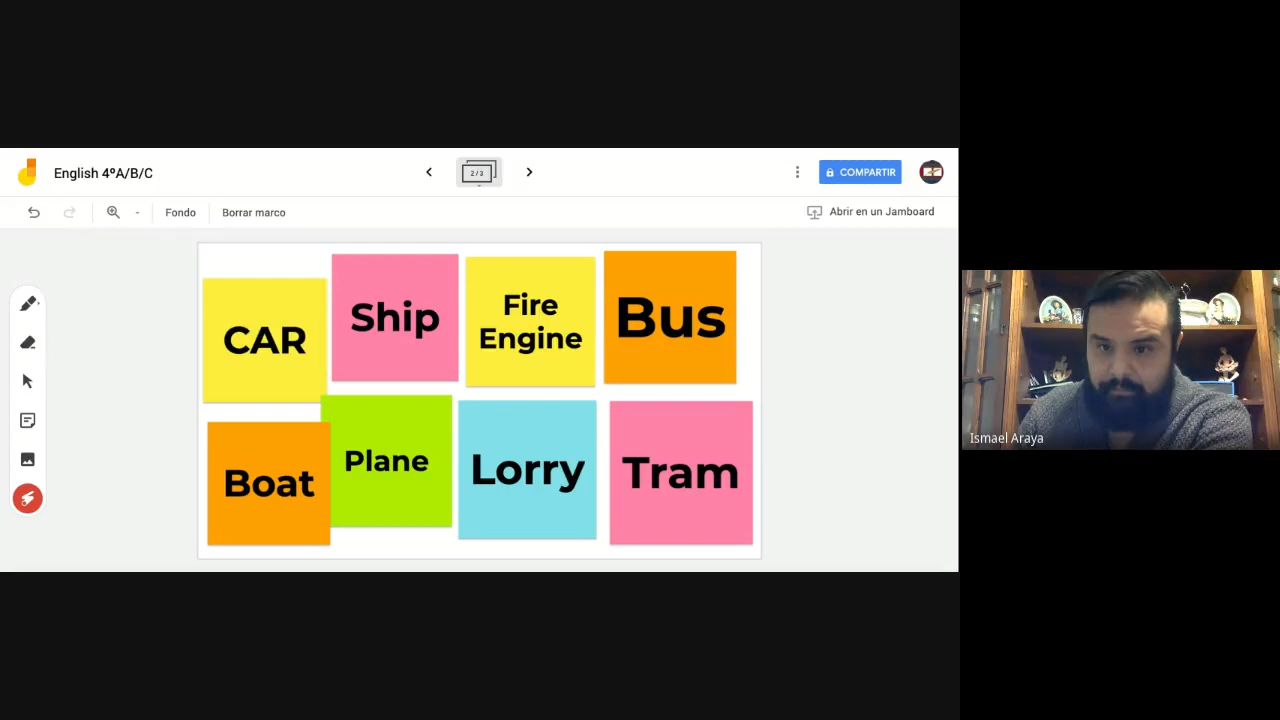 English 4ºA/B/C
2/3
COMPARTIR
Fondo
Borrar marco
Abrir en un Jamboard
CAR
Ship
Fire
Engine
Bus
Boat
Plane
Lorry
Tram
Ismael Araya